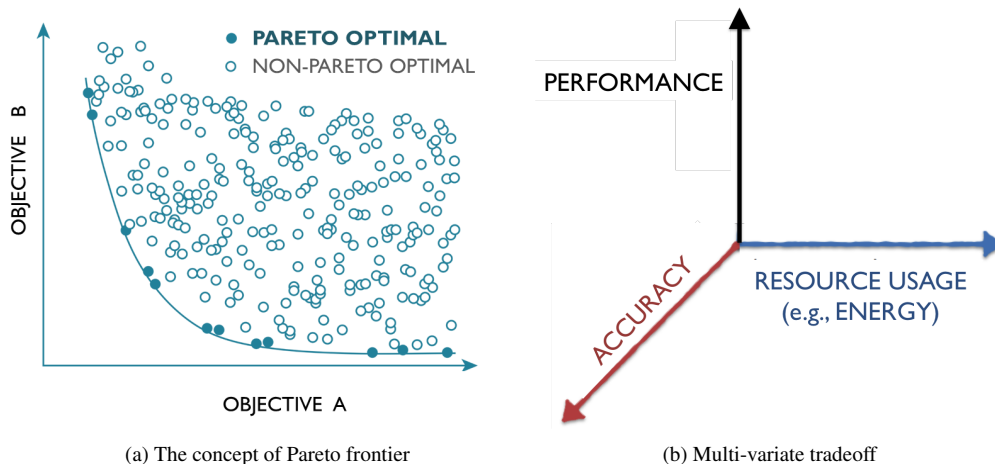 PARETO OPTIMAL
NON-PARETO OPTIMAL
OBJECTIVE B
OBJECTIVE A
(a) The concept of Pareto frontier
PERFORMANCE
ACCURACY
RESOURCE USAGE
(e.g., ENERGY)
(b) Multi-variate tradeoff